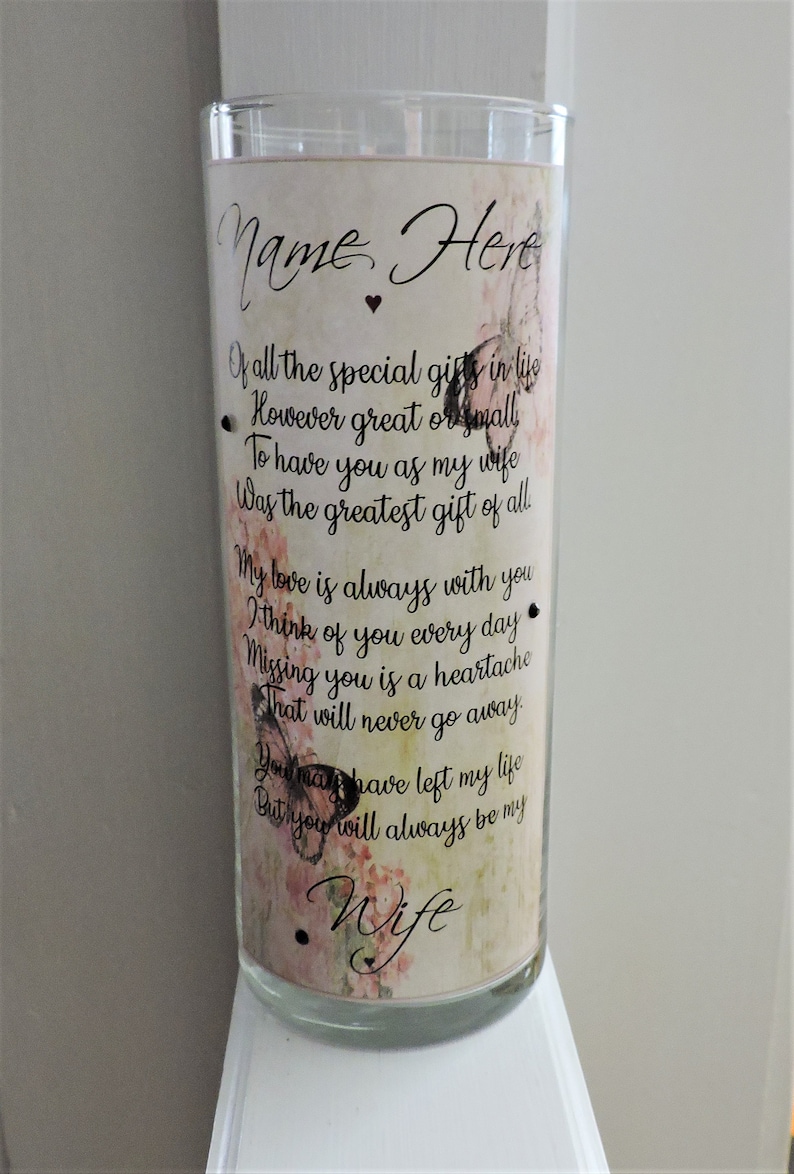 Name Here
Of all the special gifts in life
However great or small,
To have you as my wife
Was the greatest gift of all.
My love is always with you
I think of you every day
Missing you is a heartache
That will never go away.
You may have left my life
But you will always be my
Wife